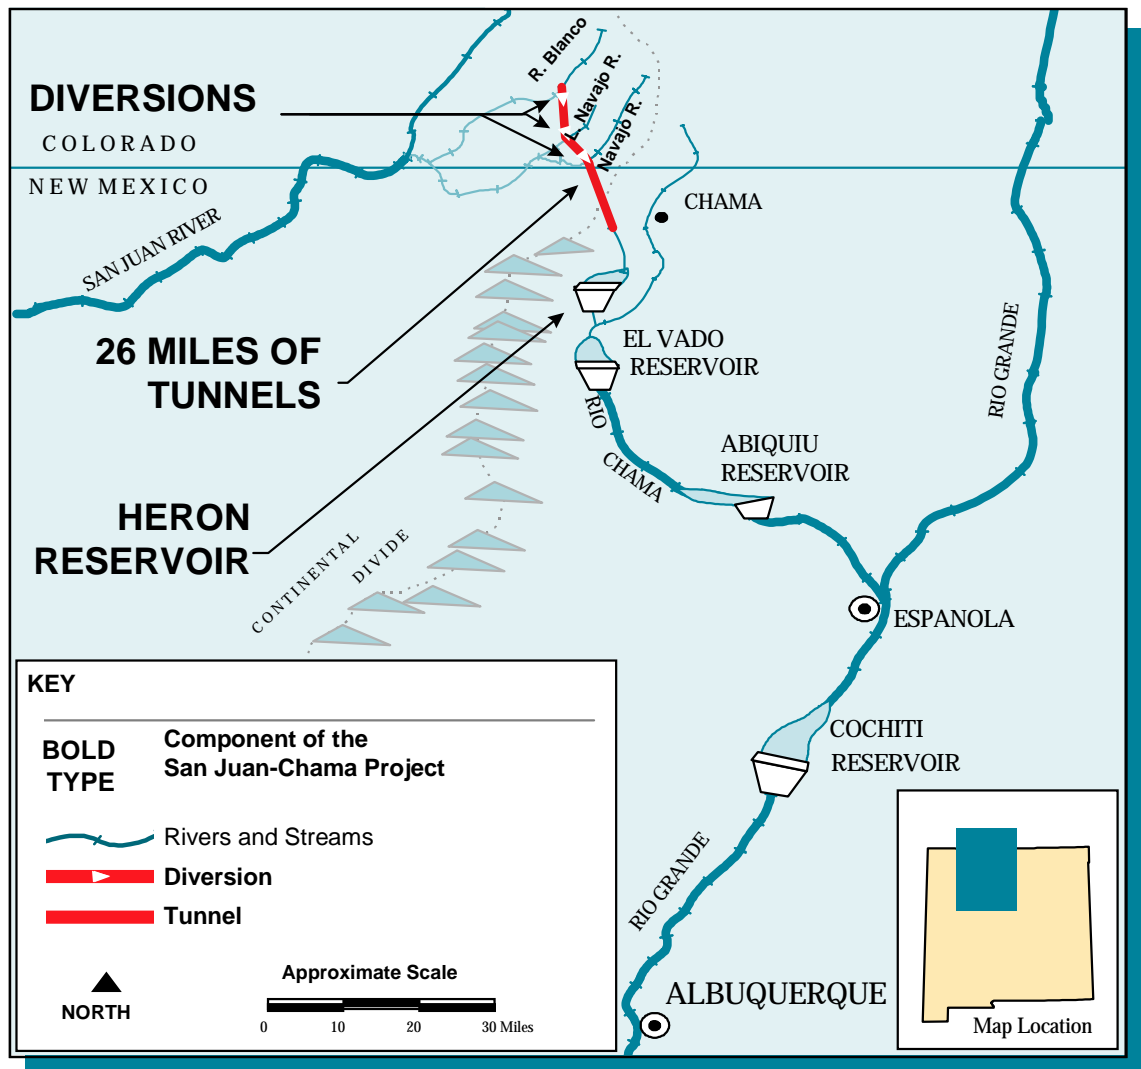 R. Blanco
L. Navajo R.
Navajo R.
DIVERSIONS
COLORADO
NEW MEXICO
CHAMA
SAN JUAN RIVER
26 MILES OF
TUNNELS
EL VADO
RESERVOIR
RIO GRANDE
RIO
CHAMA
ABIQUIU
RESERVOIR
HERON
RESERVOIR
CONTINENTAL
DIVIDE
ESPANOLA
COCHITI
RESERVOIR
RIO GRANDE
ALBUQUERQUE
KEY
BOLD
TYPE
Component of the
San Juan-Chama Project
Rivers and Streams
Diversion
Tunnel
NORTH
Approximate Scale
0 10 20 30 Miles
Map Location